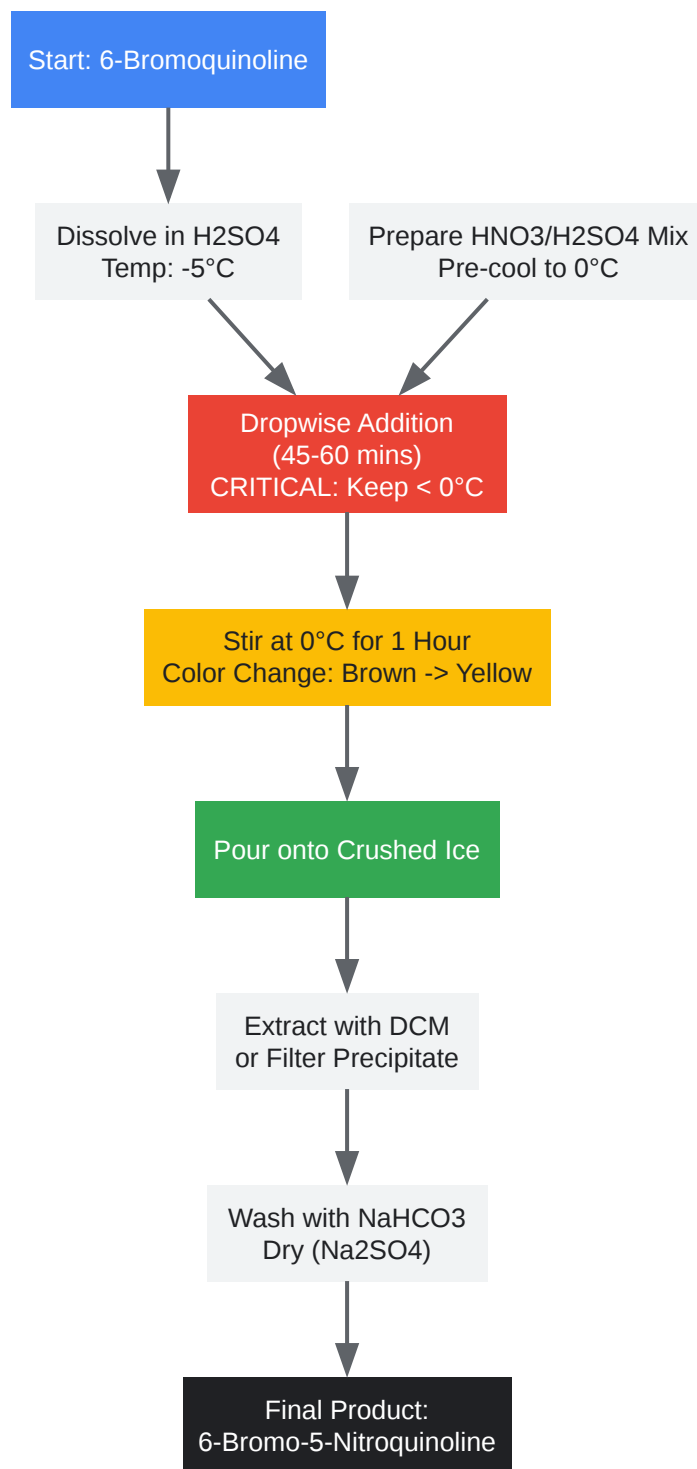 Start: 6-Bromoquinoline
Dissolve in H2SO4
Temp: -5°C
Prepare HNO3/H2SO4 Mix
Pre-cool to 0°C
Dropwise Addition
(45-60 mins)
CRITICAL: Keep < 0°C
Stir at 0°C for 1 Hour
Color Change: Brown -> Yellow
Pour onto Crushed Ice
Extract with DCM
or Filter Precipitate
Wash with NaHCO3
Dry (Na2SO4)
Final Product:
6-Bromo-5-Nitroquinoline